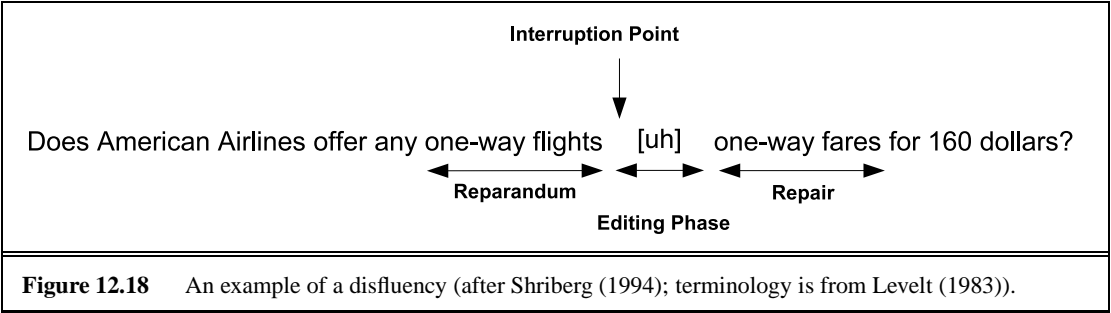 Interruption Point
Does American Airlines offer any one-way flights [uh] one-way fares for 160 dollars?
Reparandum Repair
Editing Phase
Figure 12.18 An example of a disfluency (after Shriberg (1994); terminology is from Levelt (1983)).